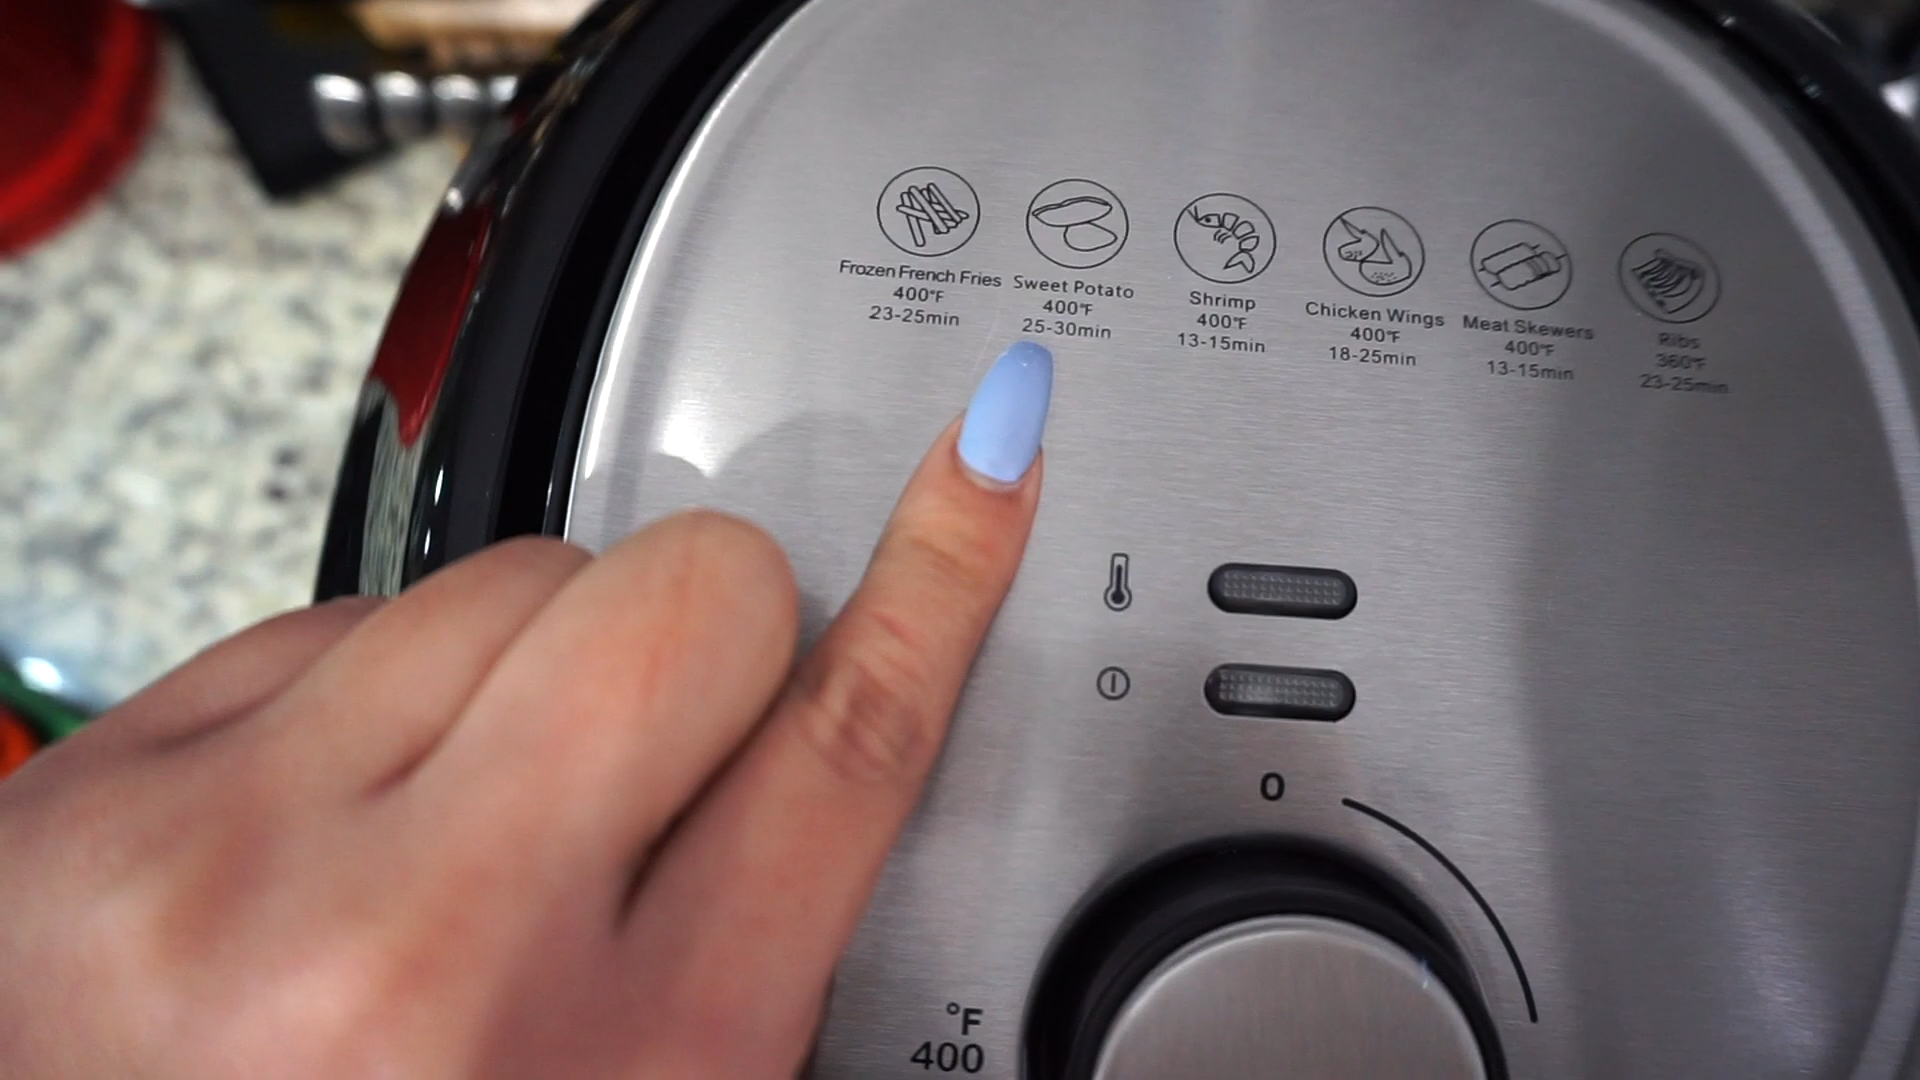 Frozen French Fries
400°F
23-25min
Sweet Potato
400°F
25-30min
Shrimp
400°F
13-15min
Chicken Wings
400°F
18-25min
Meat Skewers
400°F
13-15min
Ribs
360°F
23-25min
0
°F
400